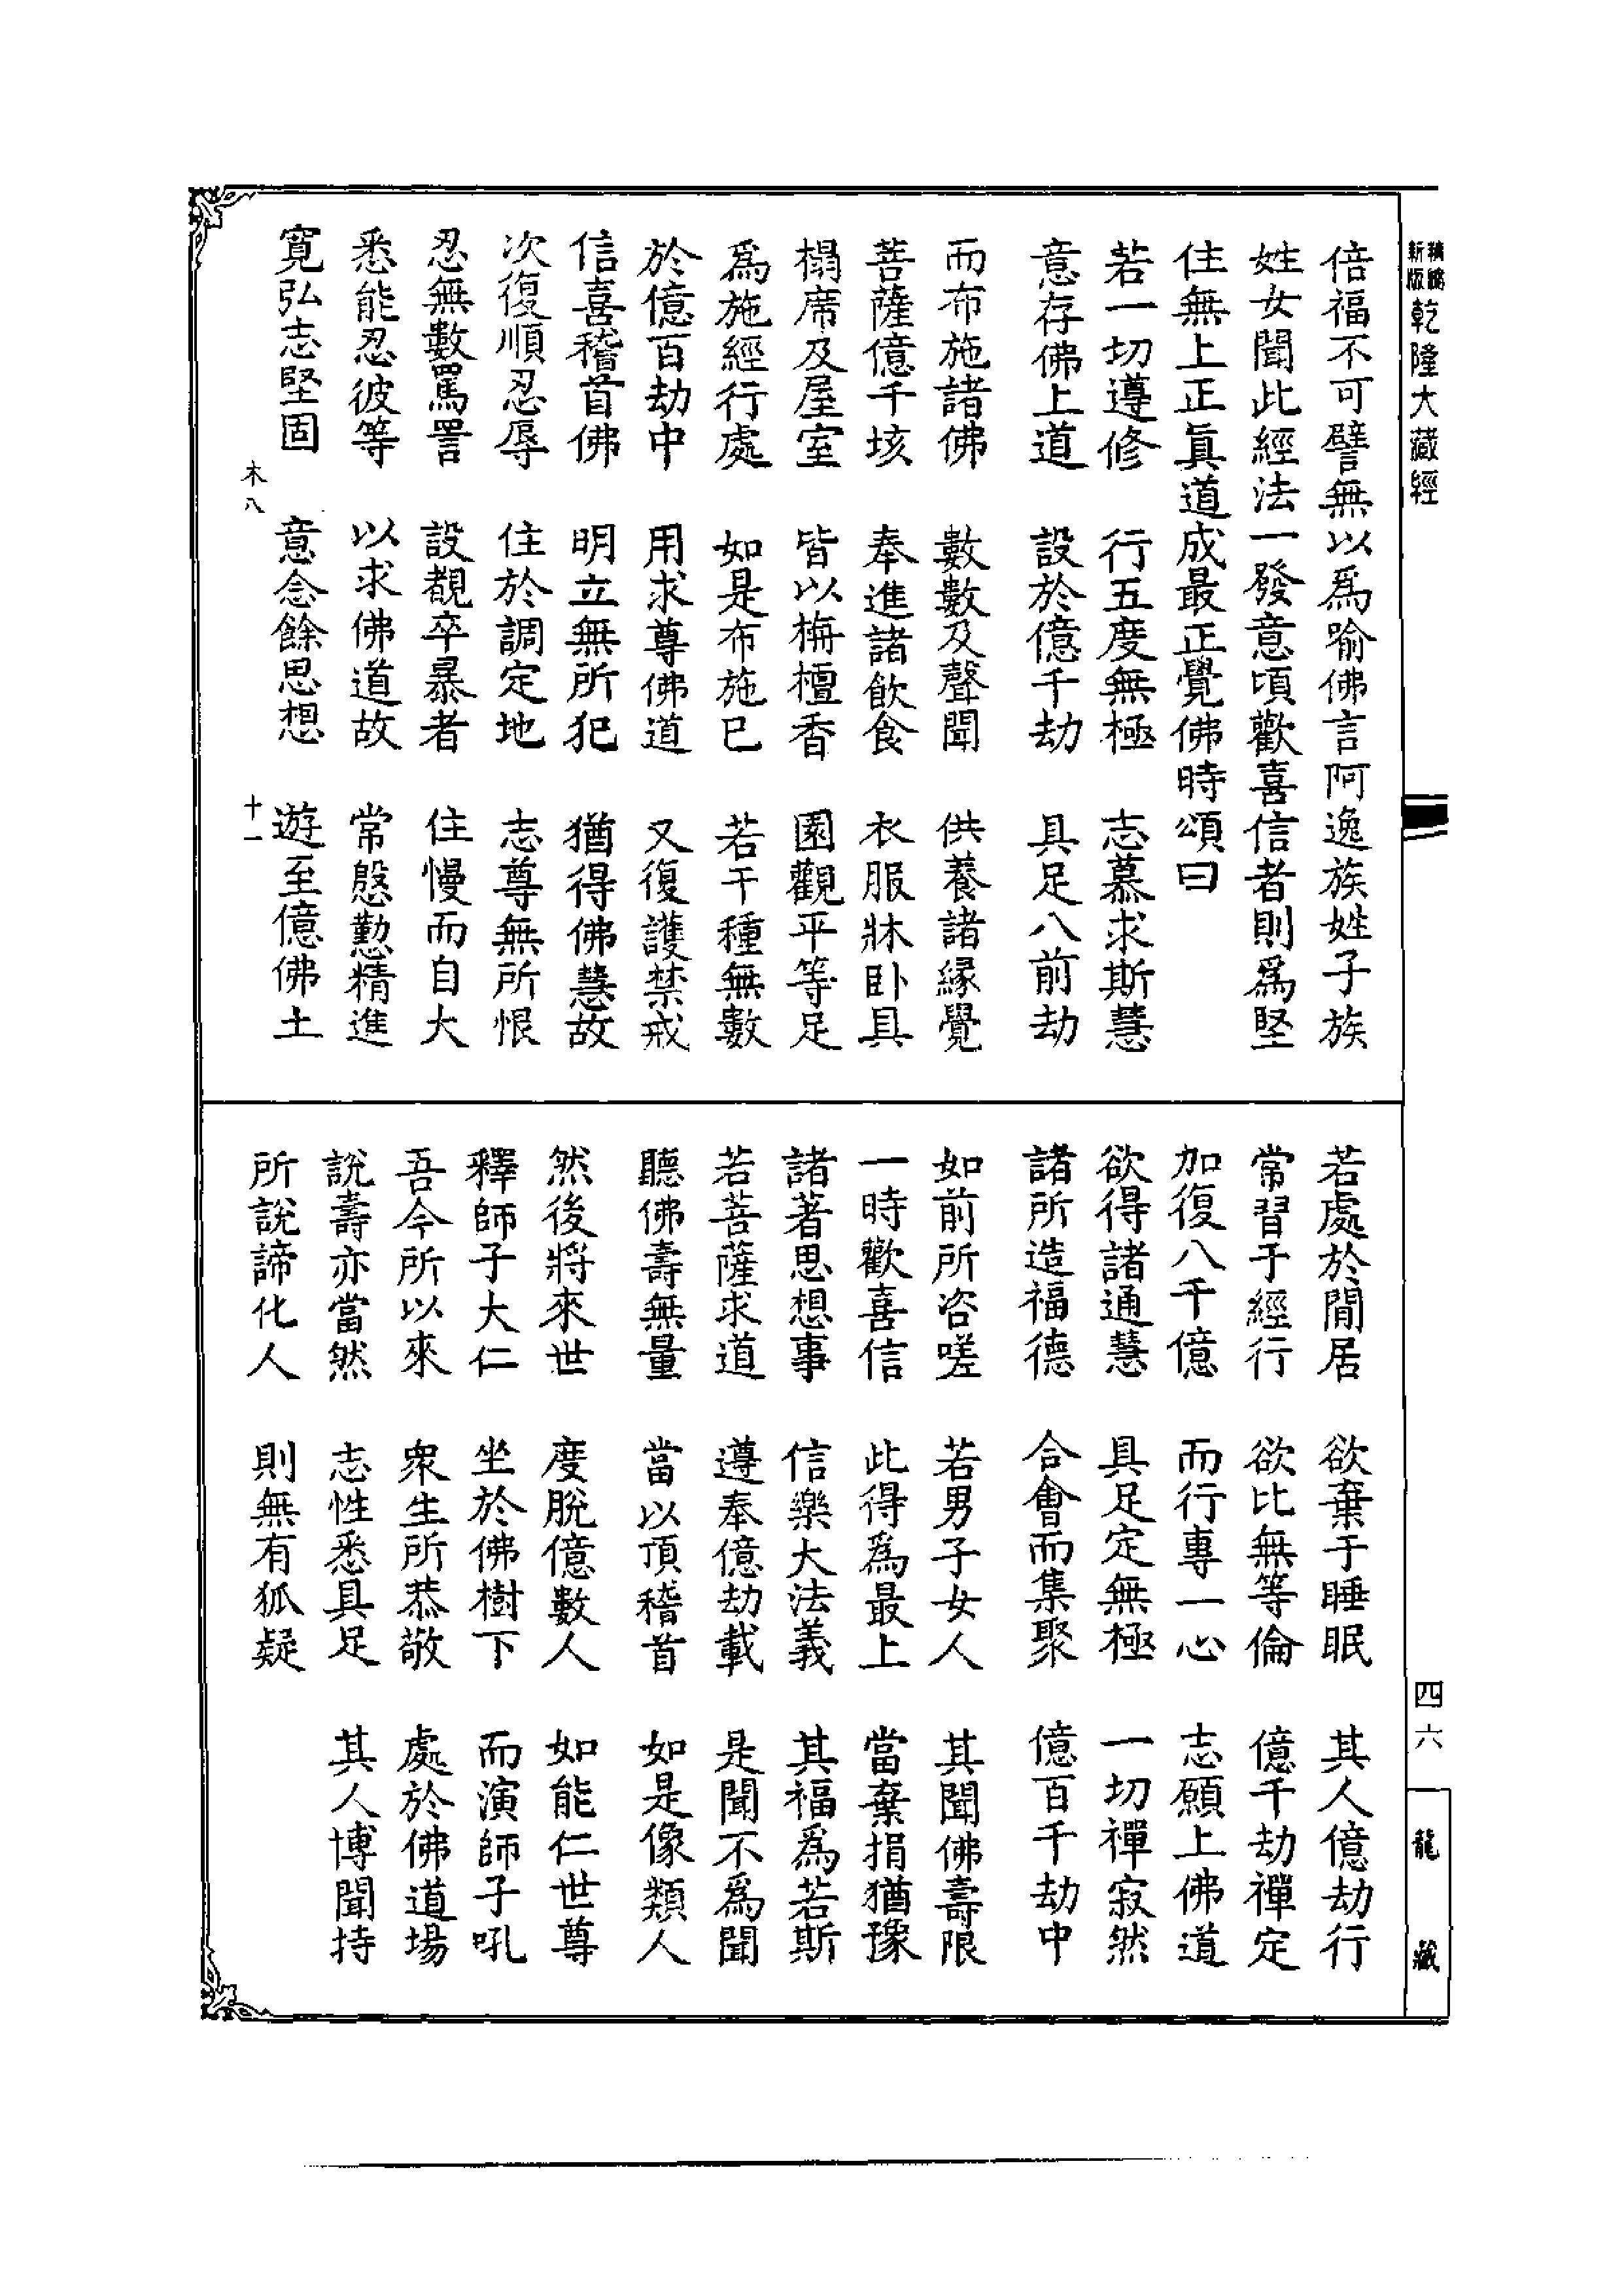 新版精編乾隆大藏經
倍福不可譬無以爲喻佛言阿逸族姓子族
姓女聞此經法一發意頃歡喜信者則爲堅
住無上正眞道成最正覺佛時頌曰
若一切遵修　行五度無極　志慕求斯慧
意存佛上道　設於億千劫　具足八前劫
而布施諸佛　數數及聲聞　供養諸緣覺
菩薩億千垓　奉進諸飲食　衣服牀卧具
榻席及屋室　皆以栴檀香　園觀平等足
爲施經行處　如是布施已　若干種無數
於億百劫中　用求尊佛道　又復護禁戒
信喜稽首佛　明立無所犯　猶得佛慧故
次復順忍辱　住於調定地　志尊無所恨
忍無數罵詈　設覩卒暴者　住慢而自大
悉能忍彼等　以求佛道故　常慇懃精進
寬弘志堅固　意念餘思想　遊至億佛土
木八　十一
若處於閒居　欲棄于睡眠　其人億劫行
常習于經行　欲比無等倫　億千劫禪定
加復八千億　而行專一心　志願上佛道
欲得諸通慧　具足定無極　一切禪寂然
諸所造福德　合會而集聚　億百千劫中
如前所咨嗟　若男子女人　其聞佛壽限
一時歡喜信　此得爲最上　當棄捐猶豫
諸著思想事　信樂大法義　其福爲若斯
若菩薩求道　遵奉億劫載　是聞不爲聞
聽佛壽無量　當以頂稽首　如是像類人
然後將來世　度脫億數人　如能仁世尊
釋師子大仁　坐於佛樹下　而演師子吼
吾今所以來　衆生所恭敬　處於佛道場
說壽亦當然　志性悉具足　其人博聞持
所說諦化人　則無有狐疑
四六
龍藏